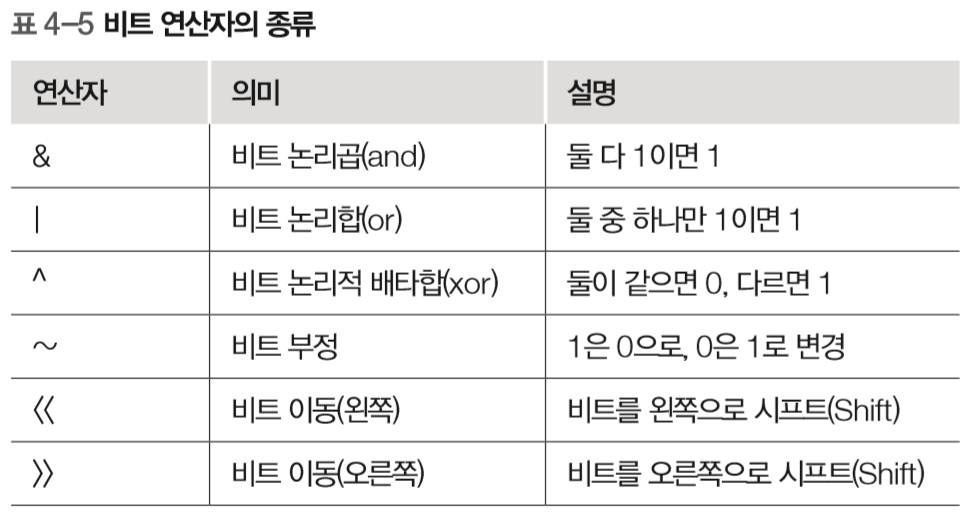 표 4-5 비트 연산자의 종류
연산자 의미 설명
& 비트 논리곱(and) 둘 다 1이면 1
| 비트 논리합(or) 둘 중 하나만 1이면 1
^ 비트 논리적 배타합(xor) 둘이 같으면 0, 다르면 1
~ 비트 부정 1은 0으로, 0은 1로 변경
<< 비트 이동(왼쪽) 비트를 왼쪽으로 시프트(Shift)
>> 비트 이동(오른쪽) 비트를 오른쪽으로 시프트(Shift)